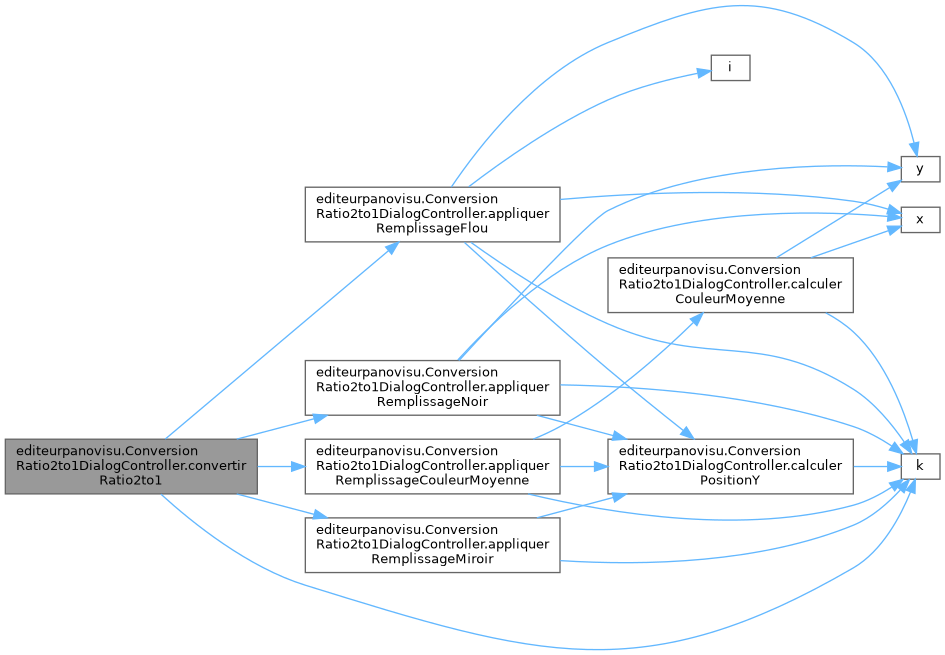 i
y
editeurpanovisu.Conversion
Ratio2to1DialogController.appliquer
RemplissageFlou
x
editeurpanovisu.Conversion
Ratio2to1DialogController.calculer
CouleurMoyenne
editeurpanovisu.Conversion
Ratio2to1DialogController.appliquer
RemplissageNoir
editeurpanovisu.Conversion
Ratio2to1DialogController.convertir
Ratio2to1
editeurpanovisu.Conversion
Ratio2to1DialogController.appliquer
RemplissageCouleurMoyenne
editeurpanovisu.Conversion
Ratio2to1DialogController.calculer
PositionY
k
editeurpanovisu.Conversion
Ratio2to1DialogController.appliquer
RemplissageMiroir